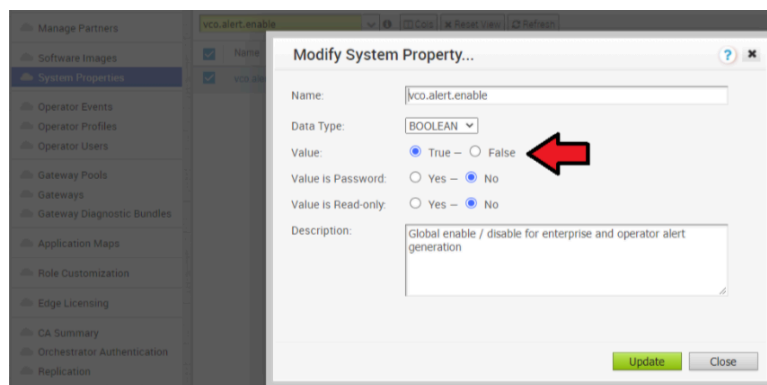 Manage Partners
Software Images
System Properties
Operator Events
Operator Profiles
Operator Users
Gateway Pools
Gateways
Gateway Diagnostic Bundles
Application Maps
Role Customization
Edge Licensing
CA Summary
Orchestrator Authentication
Replication
vco.alert.enable
Cols
Reset View
Refresh
Name
vco.ale
Modify System Property...
?
Name: vco.alert.enable
Data Type: BOOLEAN
Value: True – False
Value is Password: Yes – No
Value is Read-only: Yes – No
Description: Global enable / disable for enterprise and operator alert
generation
Update Close